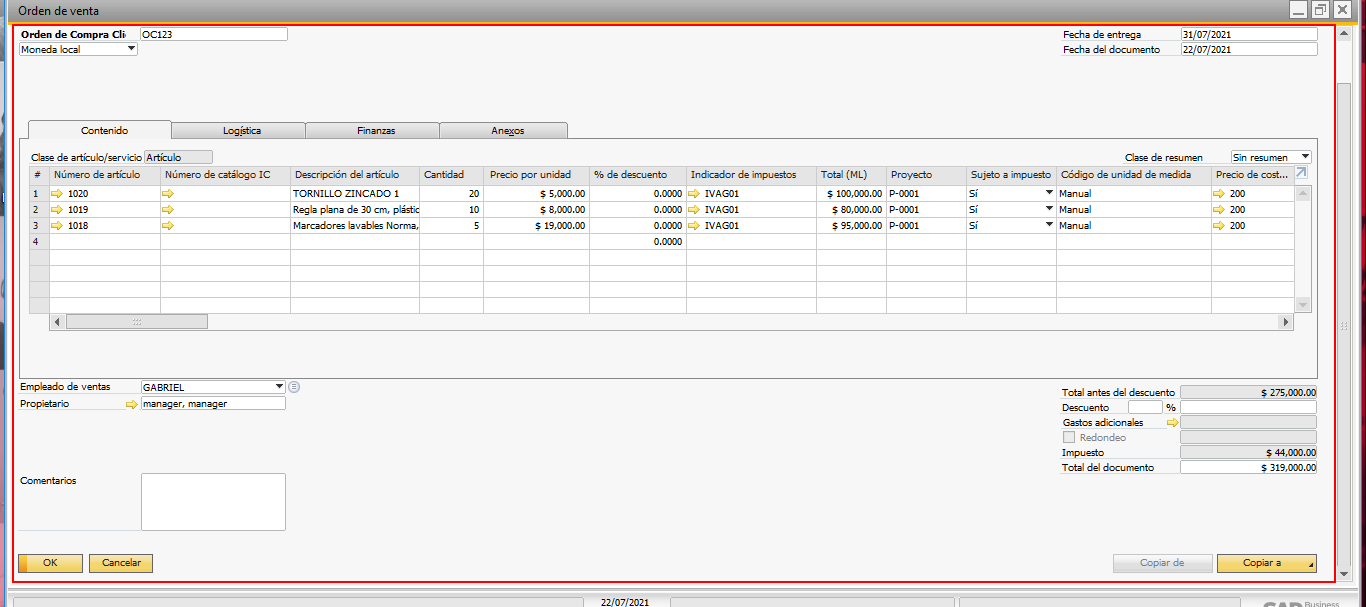 Orden de venta
Orden de Compra Cli OC123 Fecha de entrega 31/07/2021
Moneda local Fecha del documento 22/07/2021
Contenido Logística Finanzas Anexos
Clase de artículo/servicio Artículo Clase de resumen Sin resumen
# Número de artículo Número de catálogo IC Descripción del artículo Cantidad Precio por unidad % de descuento Indicador de impuestos Total (ML) Proyecto Sujeto a impuesto Código de unidad de medida Precio de cost...
1 1020 TORNILLO ZINCADO 1 20 $ 5,000.00 0.0000 IVAG01 $ 100,000.00 P-0001 Sí Manual 200
2 1019 Regla plana de 30 cm, plástic 10 $ 8,000.00 0.0000 IVAG01 $ 80,000.00 P-0001 Sí Manual 200
3 1018 Marcadores lavables Norma, 5 $ 19,000.00 0.0000 IVAG01 $ 95,000.00 P-0001 Sí Manual 200
4 0.0000
Empleado de ventas GABRIEL
Propietario manager, manager
Total antes del descuento $ 275,000.00
Descuento %
Gastos adicionales
Redondeo
Impuesto $ 44,000.00
Total del documento $ 319,000.00
Comentarios
OK Cancelar Copiar de Copiar a
22/07/2021 Business